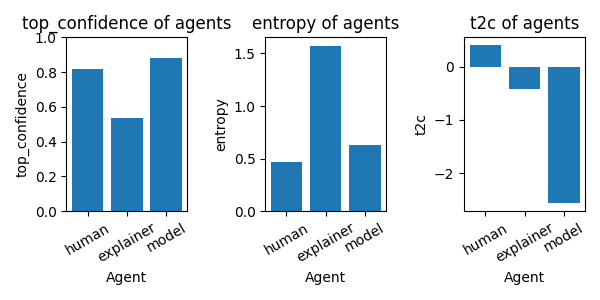 top_confidence of agents
top_confidence
1.0
0.8
0.6
0.4
0.2
0.0
human
explainer
model
Agent
entropy of agents
entropy
1.5
1.0
0.5
0.0
human
explainer
model
Agent
t2c of agents
t2c
0
−1
−2
human
explainer
model
Agent